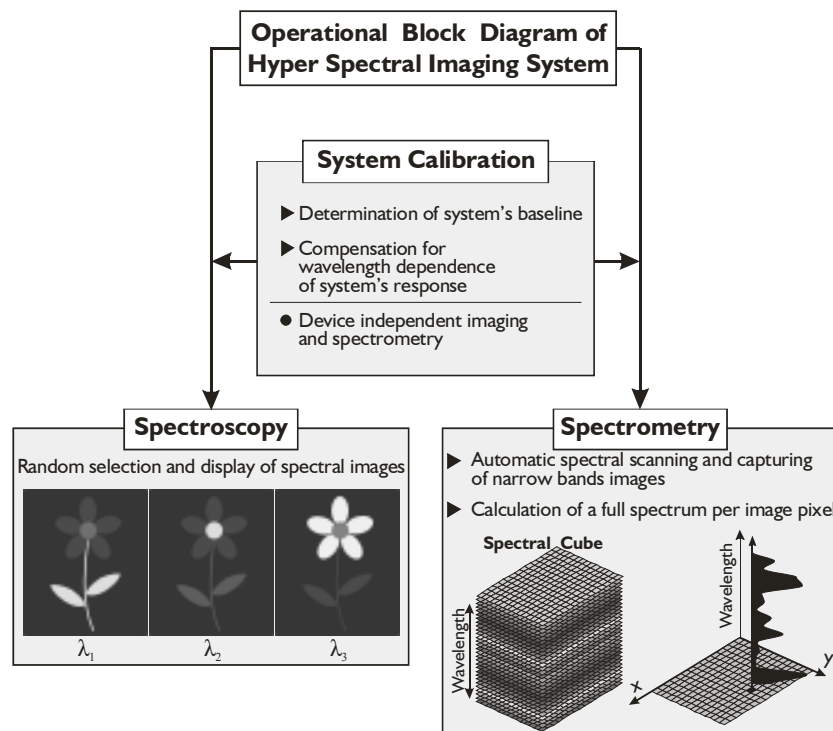 Operational Block Diagram of
Hyper Spectral Imaging System
System Calibration
▶ Determination of system's baseline
▶ Compensation for
wavelength dependence
of system's response
● Device independent imaging
and spectrometry
Spectroscopy
Random selection and display of spectral images
λ1
λ2
λ3
Spectrometry
▶ Automatic spectral scanning and capturing
of narrow bands images
▶ Calculation of a full spectrum per image pixel
Spectral Cube
Wavelength
Wavelength
x
y